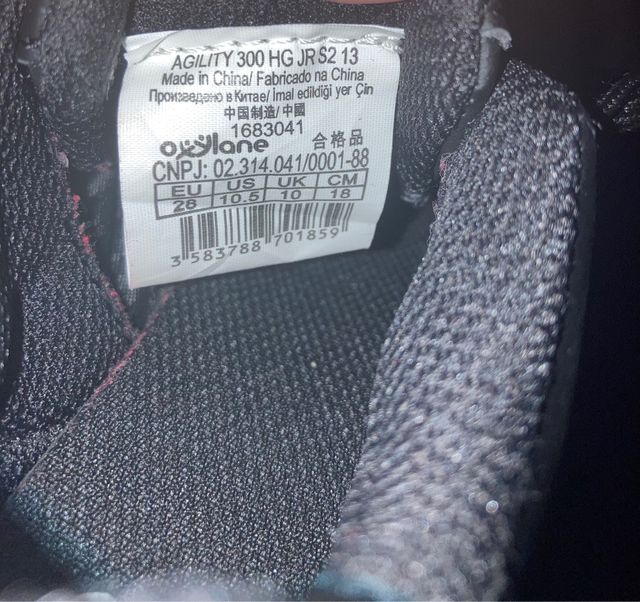 AGILITY 300 HG JR S2 13
Made in China/ Fabricado na China
Произведено в Китае/ İmal edildiği yer Çin
中国制造/中國
1683041
oxylane 合格品
CNPJ: 02.314.041/0001-88
EU US UK CM
28 10.5 10 18
3 583788 701859